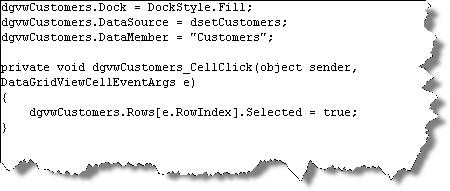 dgvwCustomers.Dock = DockStyle.Fill;
dgvwCustomers.DataSource = dsetCustomers;
dgvwCustomers.DataMember = "Customers";
private void dgvwCustomers_CellClick(object sender,
DataGridViewCellEventArgs e)
{
    dgvwCustomers.Rows[e.RowIndex].Selected = true;
}